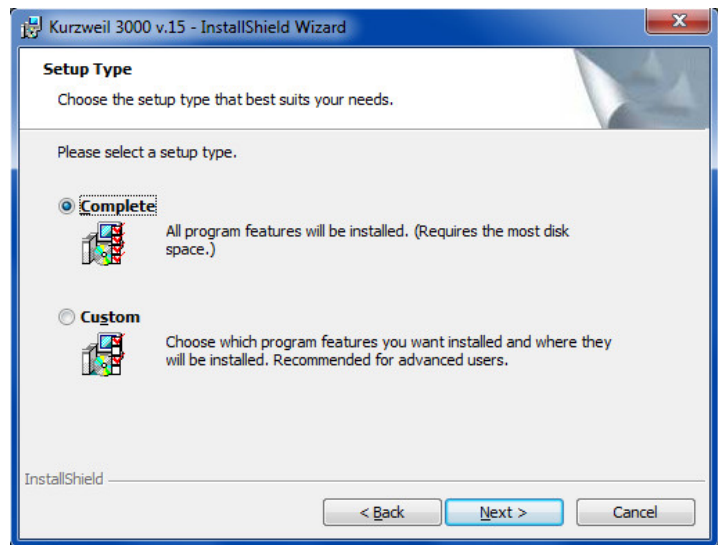 Kurzweil 3000 v.15 - InstallShield Wizard
Setup Type
Choose the setup type that best suits your needs.
Please select a setup type.
Complete
All program features will be installed. (Requires the most disk
space.)
Custom
Choose which program features you want installed and where they
will be installed. Recommended for advanced users.
InstallShield
< Back Next > Cancel